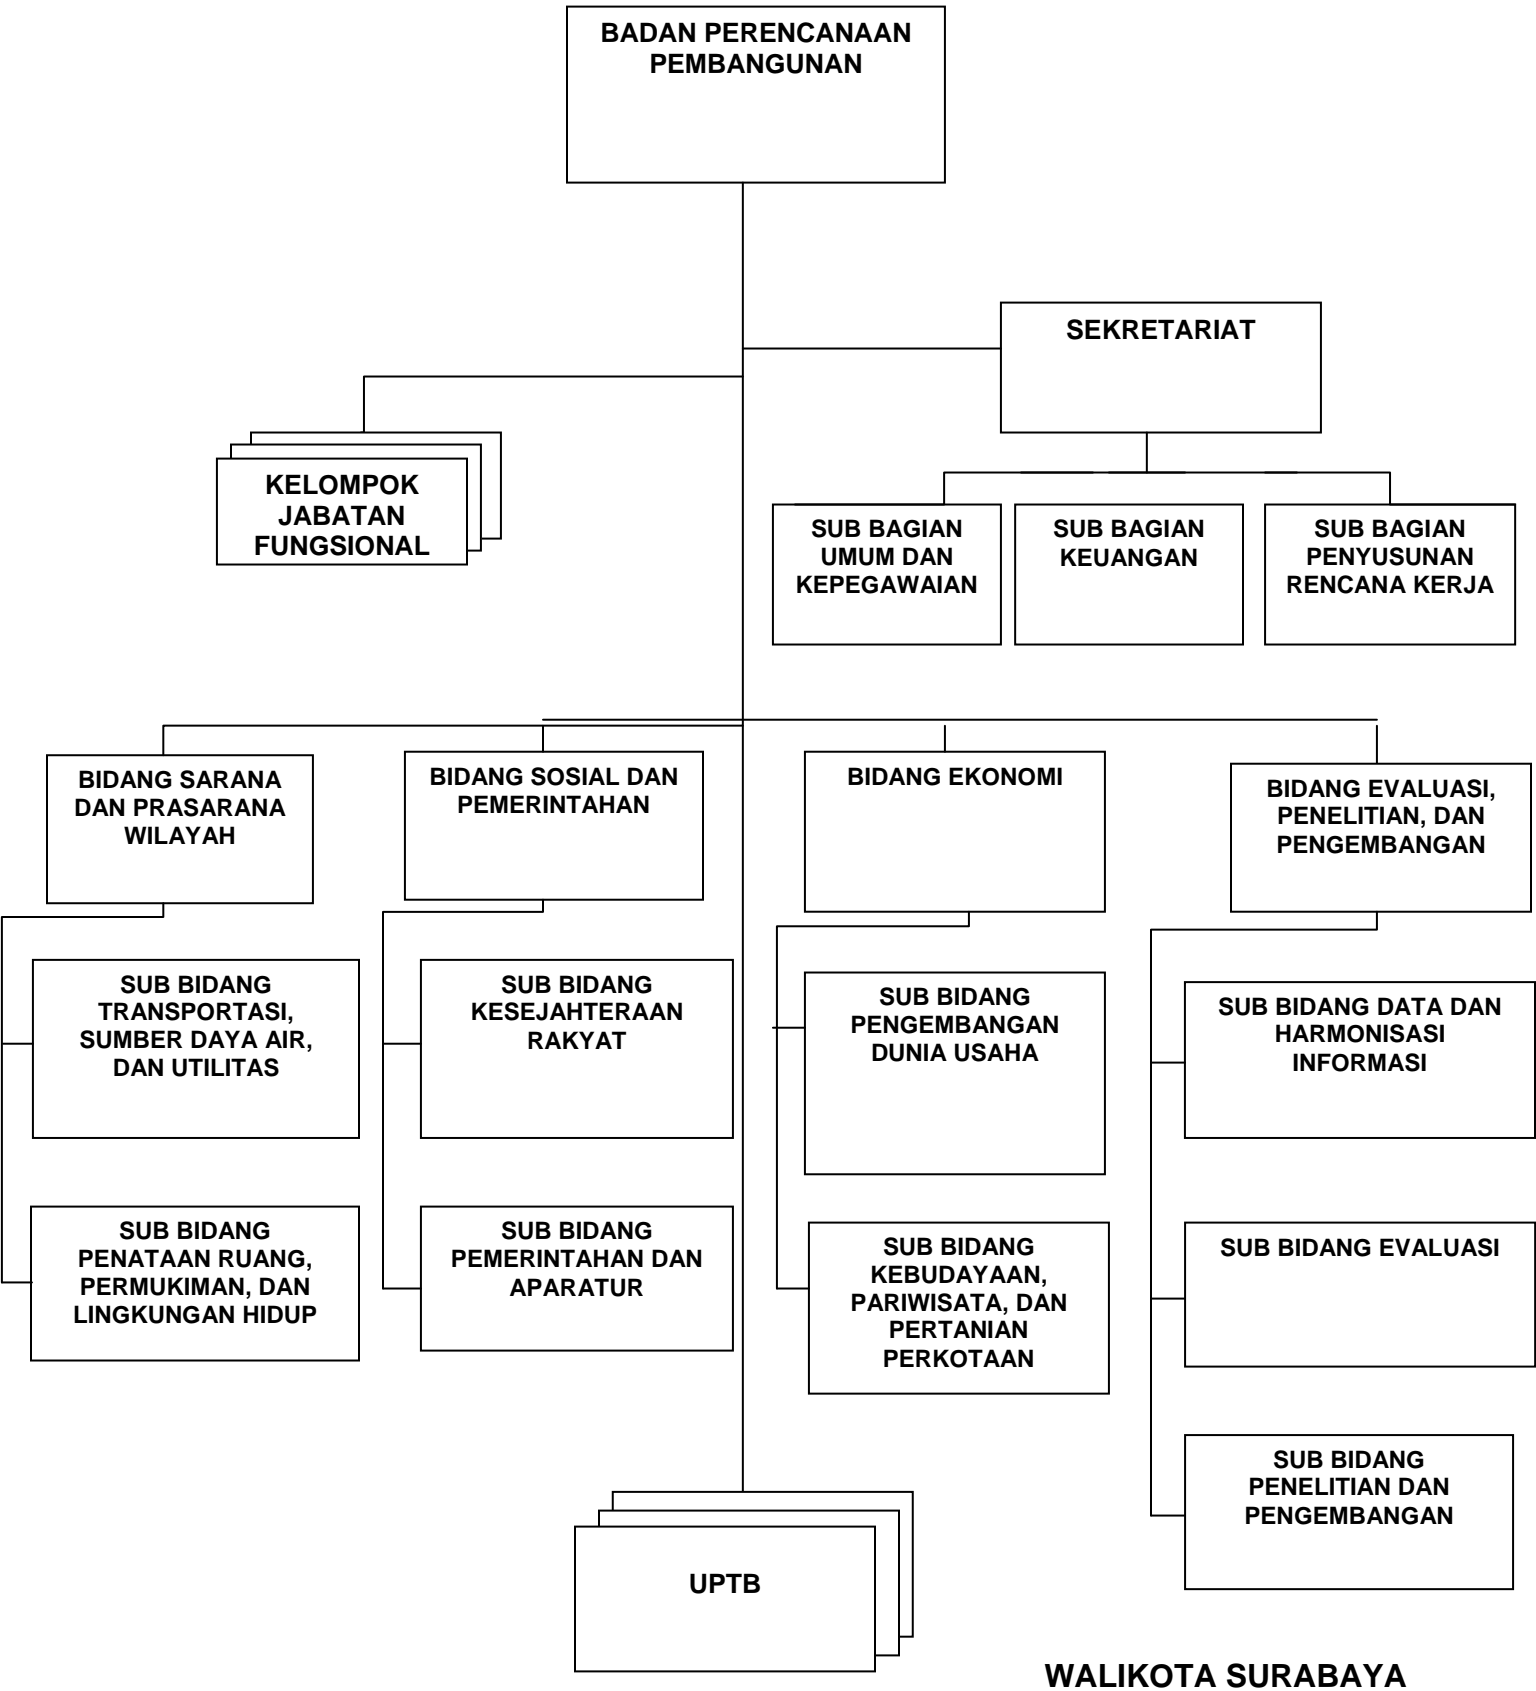 BADAN PERENCANAAN
PEMBANGUNAN
SEKRETARIAT
KELOMPOK
JABATAN
FUNGSIONAL
SUB BAGIAN
UMUM DAN
KEPEGAWAIAN
SUB BAGIAN
KEUANGAN
SUB BAGIAN
PENYUSUNAN
RENCANA KERJA
BIDANG SARANA
DAN PRASARANA
WILAYAH
BIDANG SOSIAL DAN
PEMERINTAHAN
BIDANG EKONOMI
BIDANG EVALUASI,
PENELITIAN, DAN
PENGEMBANGAN
SUB BIDANG
TRANSPORTASI,
SUMBER DAYA AIR,
DAN UTILITAS
SUB BIDANG
KESEJAHTERAAN
RAKYAT
SUB BIDANG
PENGEMBANGAN
DUNIA USAHA
SUB BIDANG DATA DAN
HARMONISASI
INFORMASI
SUB BIDANG
PENATAAN RUANG,
PERMUKIMAN, DAN
LINGKUNGAN HIDUP
SUB BIDANG
PEMERINTAHAN DAN
APARATUR
SUB BIDANG
KEBUDAYAAN,
PARIWISATA, DAN
PERTANIAN
PERKOTAAN
SUB BIDANG EVALUASI
SUB BIDANG
PENELITIAN DAN
PENGEMBANGAN
UPTB
WALIKOTA SURABAYA